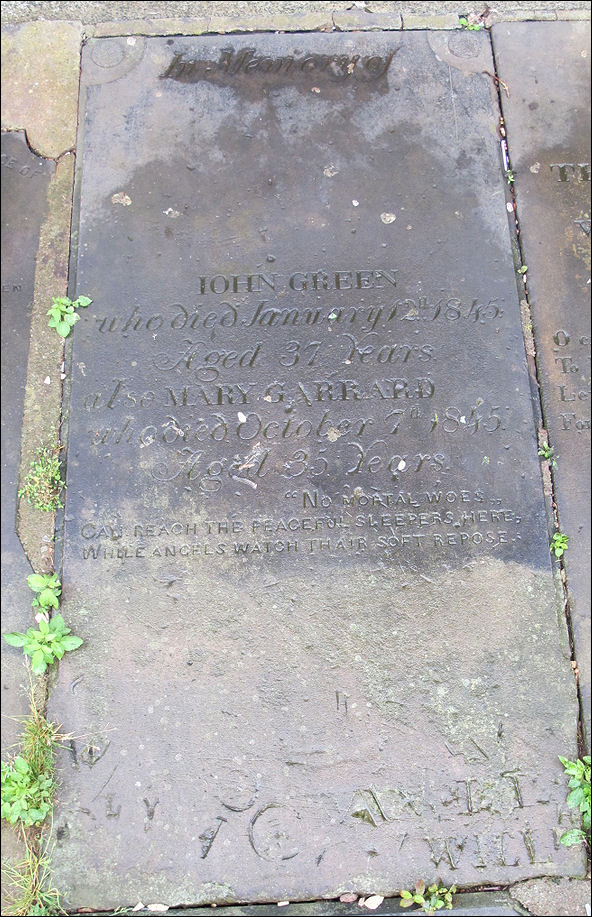 In Memory of
IOHN GREEN
who died January 12th 1845.
Aged 37 Years.
also MARY GARRARD
who died October 7th 1845.
Aged 35 Years.
"NO MORTAL WOES..
CAN REACH THE PEACEFUL SLEEPERS HERE,
WHILE ANGELS WATCH THAIR SOFT REPOSE.
WILL